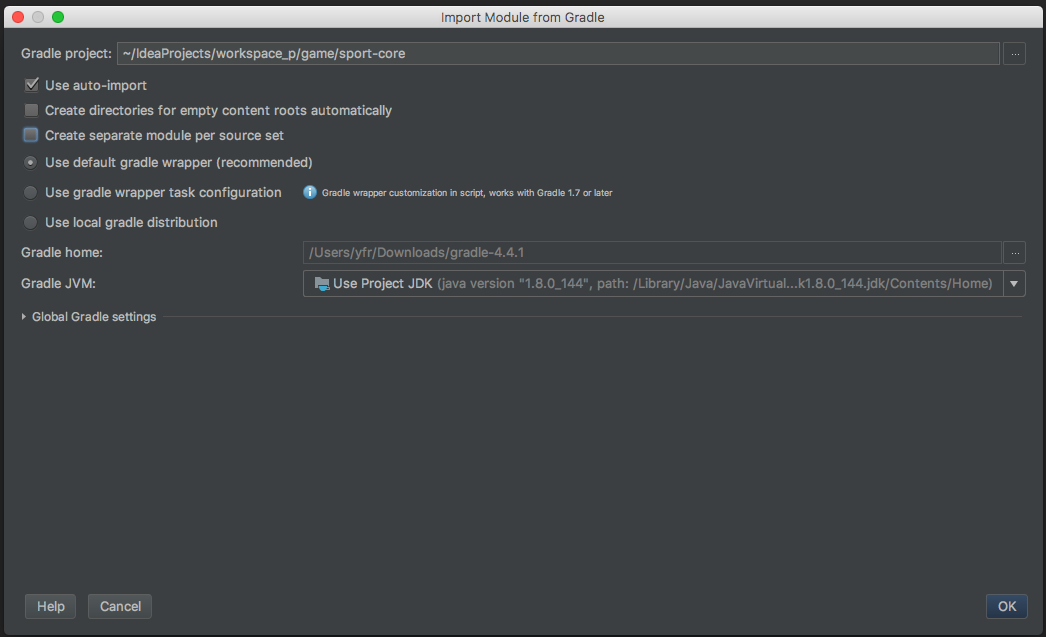 Import Module from Gradle
Gradle project: ~/IdeaProjects/workspace_p/game/sport-core ...
Use auto-import
Create directories for empty content roots automatically
Create separate module per source set
Use default gradle wrapper (recommended)
Use gradle wrapper task configuration Gradle wrapper customization in script, works with Gradle 1.7 or later
Use local gradle distribution
Gradle home: /Users/yfr/Downloads/gradle-4.4.1 ...
Gradle JVM: Use Project JDK (java version "1.8.0_144", path: /Library/Java/JavaVirtual...k1.8.0_144.jdk/Contents/Home)
Global Gradle settings
Help Cancel OK